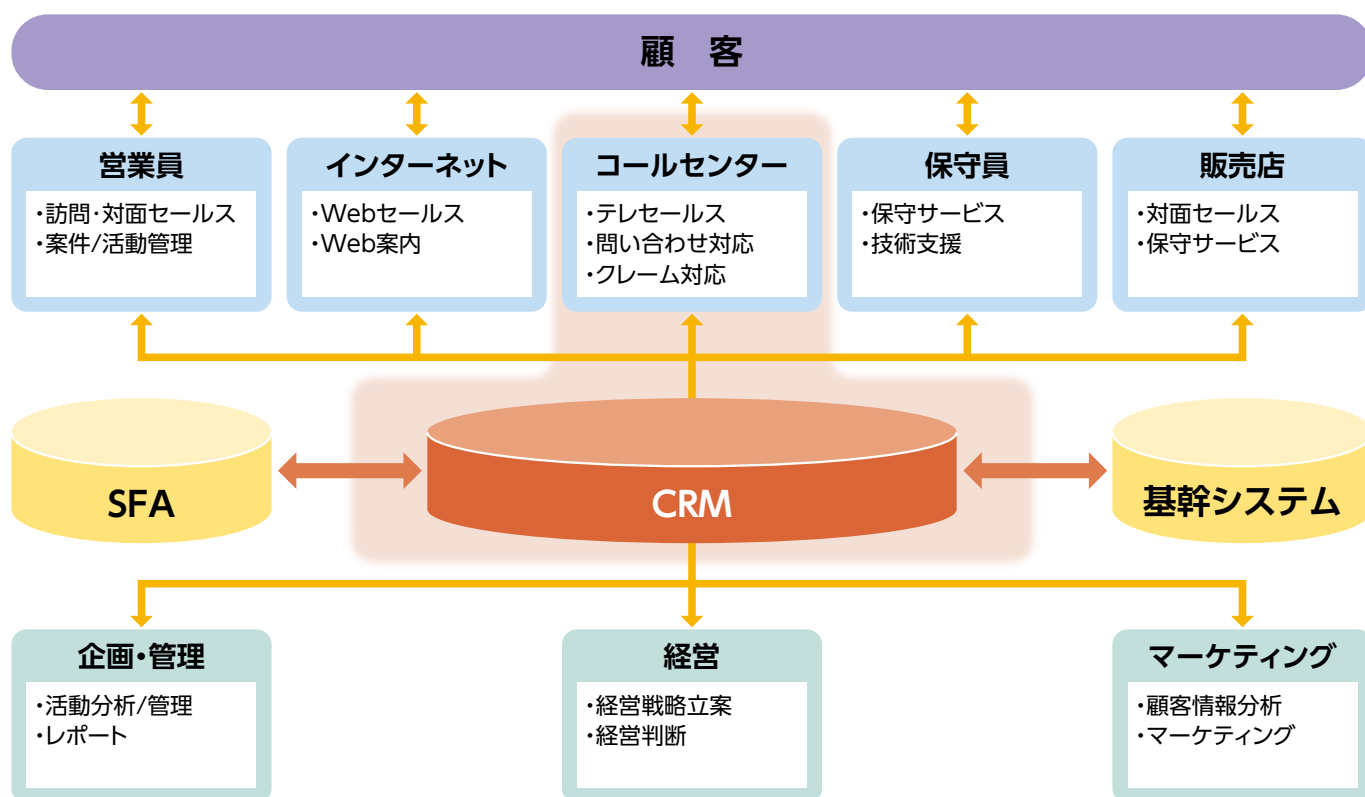 顧 客
営業員
・訪問・対面セールス
・案件/活動管理
インターネット
・Webセールス
・Web案内
コールセンター
・テレセールス
・問い合わせ対応
・クレーム対応
保守員
・保守サービス
・技術支援
販売店
・対面セールス
・保守サービス
SFA
CRM
基幹システム
企画・管理
・活動分析/管理
・レポート
経営
・経営戦略立案
・経営判断
マーケティング
・顧客情報分析
・マーケティング